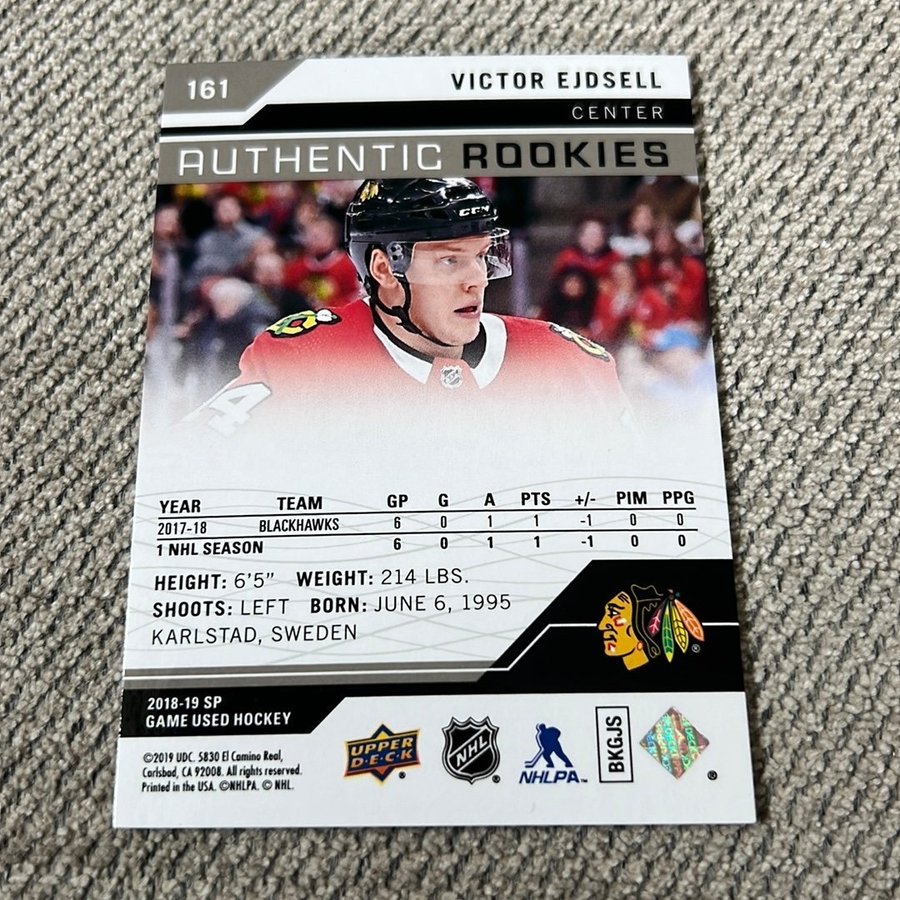 161
VICTOR EJDSELL
CENTER
AUTHENTIC ROOKIES
CCM
4
YEAR TEAM GP G A PTS +/- PIM PPG
2017-18 BLACKHAWKS 6 0 1 1 -1 0 0
1 NHL SEASON 6 0 1 1 -1 0 0
HEIGHT: 6'5" WEIGHT: 214 LBS.
SHOOTS: LEFT BORN: JUNE 6, 1995
KARLSTAD, SWEDEN
2018-19 SP
GAME USED HOCKEY
©2019 UDC. 5830 El Camino Real,
Carlsbad, CA 92008. All rights reserved.
Printed in the USA. ©NHLPA. © NHL.
UPPER DECK ®
NHL ®
NHLPA™
BKGJS
®